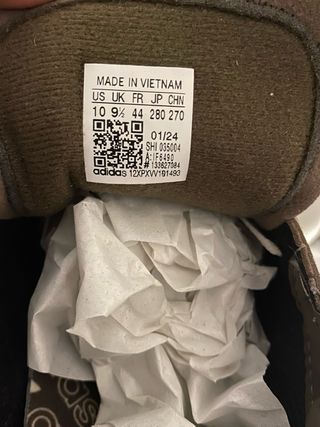 MADE IN VIETNAM
US UK FR JP CHN
10 9½ 44 280 270
01/24
SHI 035004
A: IF6490
# 133627084
adidas 12XPXVV191493